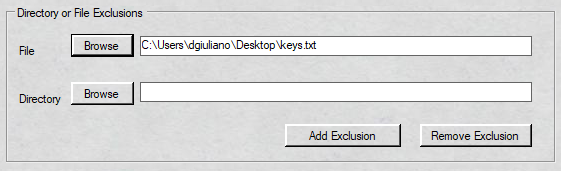 Directory or File Exclusions
File Browse C:\Users\dgiuliano\Desktop\keys.txt
Directory Browse
Add Exclusion Remove Exclusion